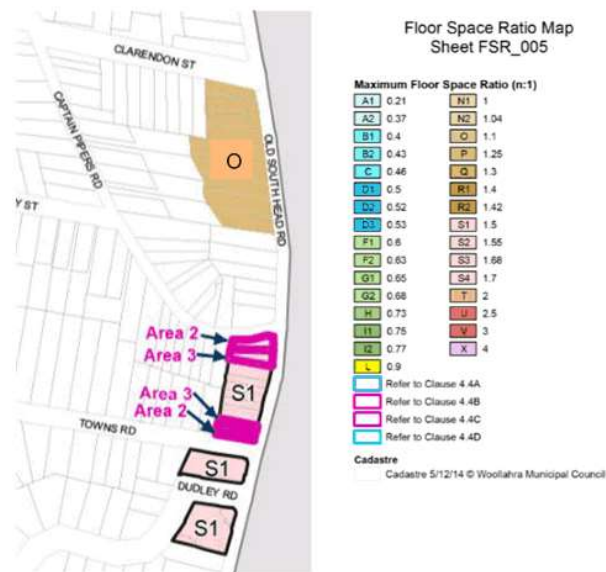 Floor Space Ratio Map
Sheet FSR_005
CLARENDON ST
CAPTAIN PIPERS RD
OLD SOUTH HEAD RD
O
Y ST
Area 2
Area 3
S1
Area 3
Area 2
TOWNS RD
S1
DUDLEY RD
S1
Maximum Floor Space Ratio (n:1)
A1 0.21
A2 0.37
B1 0.4
B2 0.43
C 0.46
D1 0.5
D2 0.52
D3 0.53
F1 0.6
F2 0.63
G1 0.65
G2 0.68
H 0.73
I1 0.75
I2 0.77
L 0.9
N1 1
N2 1.04
O 1.1
P 1.25
Q 1.3
R1 1.4
R2 1.42
S1 1.5
S2 1.55
S3 1.68
S4 1.7
T 2
U 2.5
V 3
X 4
Refer to Clause 4.4A
Refer to Clause 4.4B
Refer to Clause 4.4C
Refer to Clause 4.4D
Cadastre
Cadastre 5/12/14 © Woollahra Municipal Council